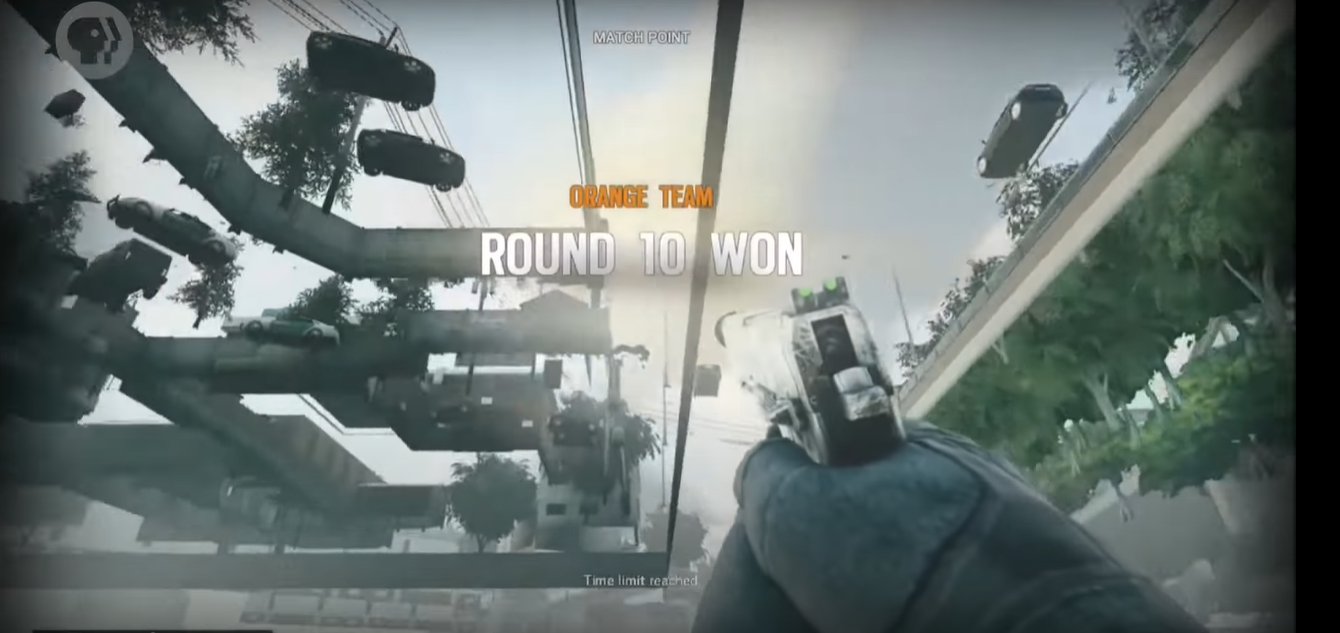 MATCH POINT
ORANGE TEAM
ROUND 10 WON
Time limit reached